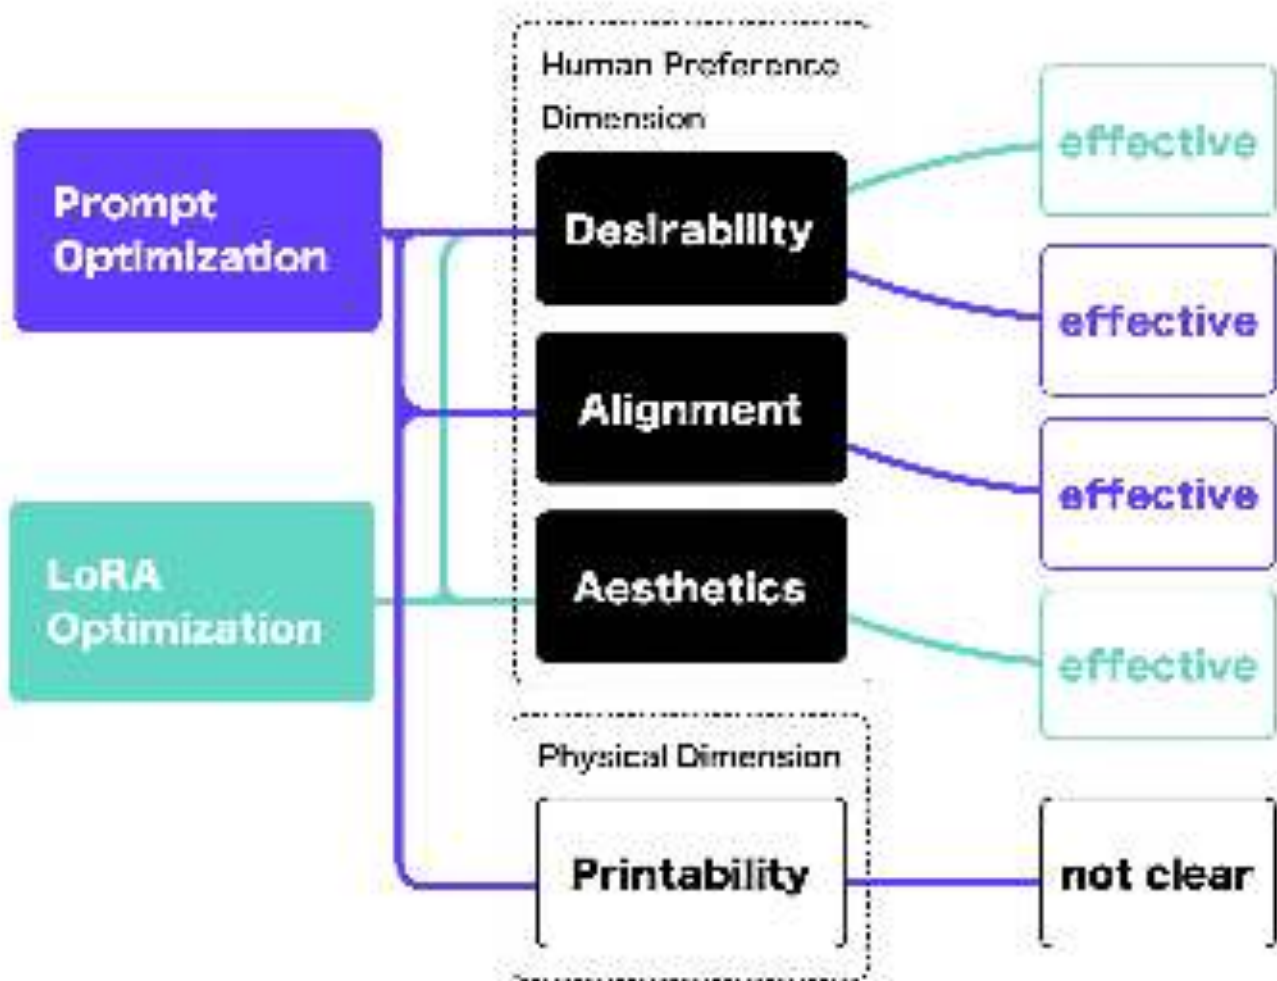 Prompt
Optimization
LoRA
Optimization
Human Preference
Dimension
Desirability
Alignment
Aesthetics
Physical Dimension
Printability
effective
effective
effective
effective
not clear